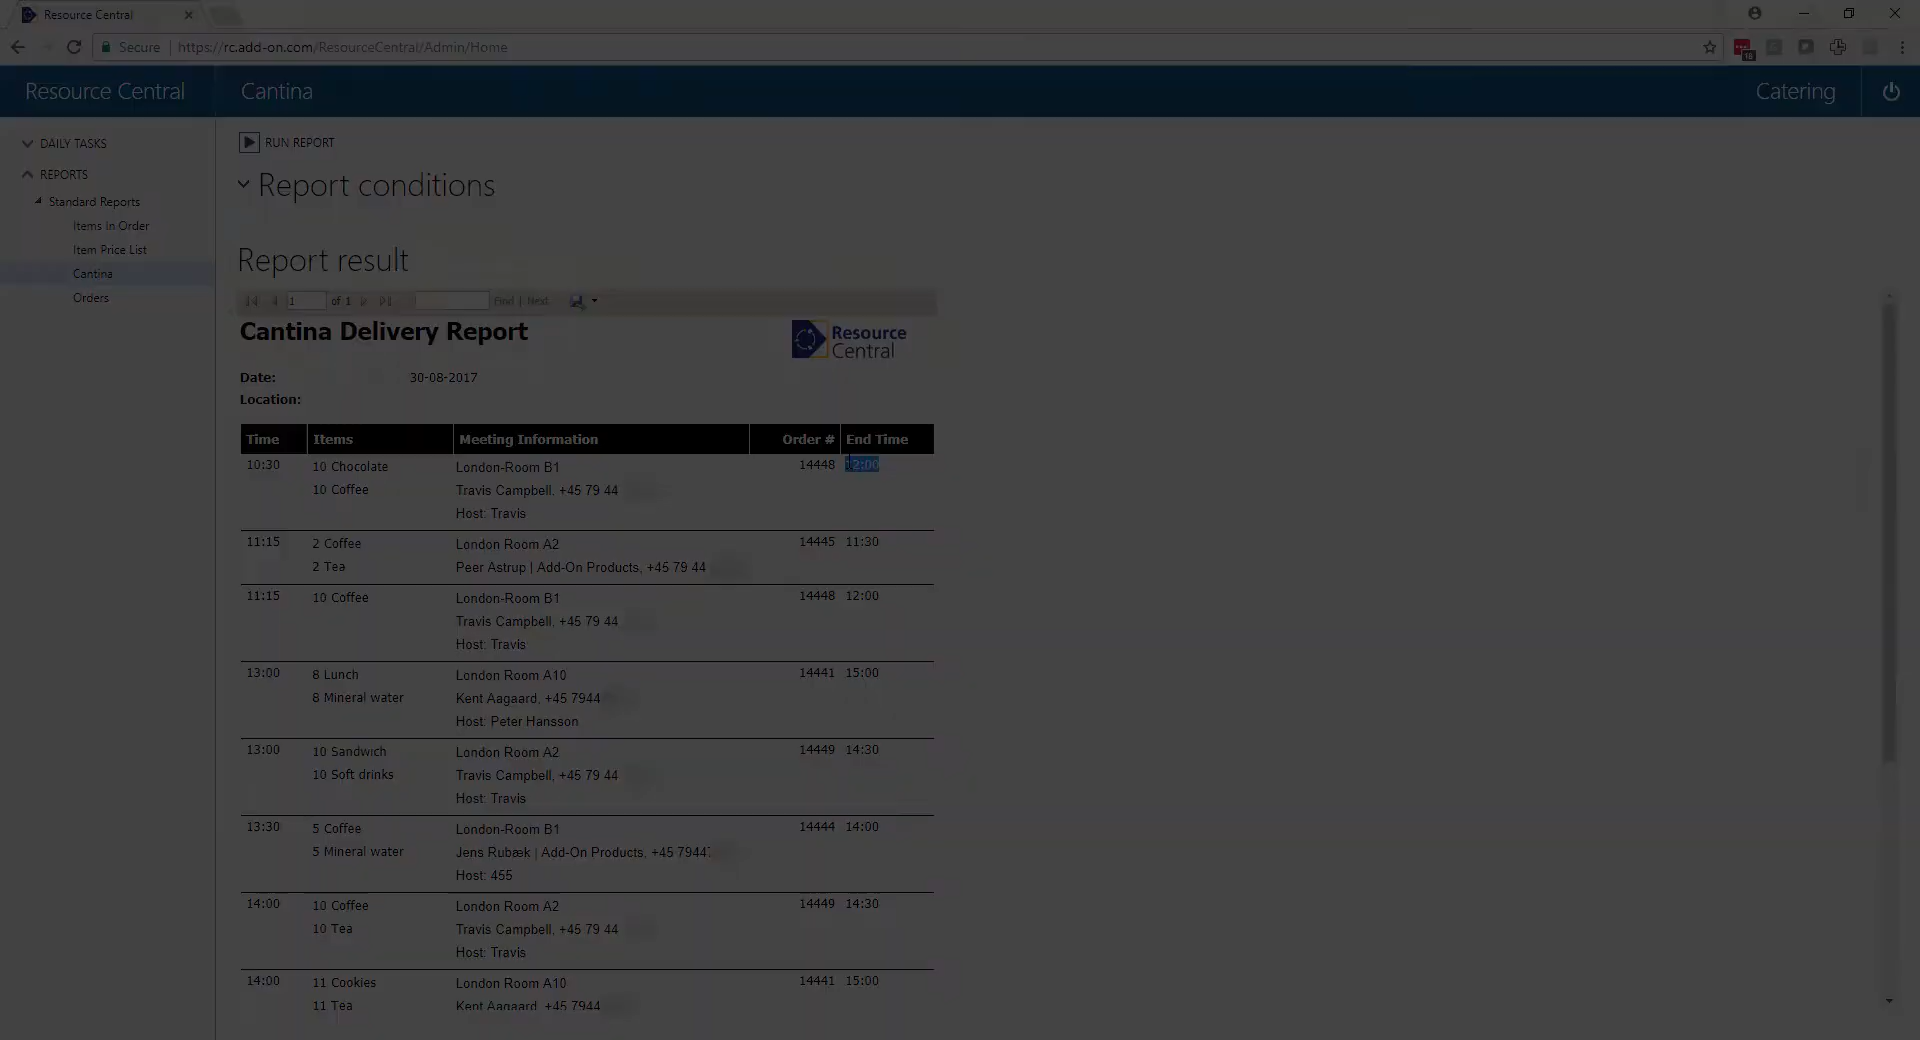 Resource Central
Secure | https://rc.add-on.com/ResourceCentral/Admin/Home
Resource Central Cantina Catering
DAILY TASKS
REPORTS
Standard Reports
Items In Order
Item Price List
Cantina
Orders
RUN REPORT
Report conditions
Report result
1 of 1 Find | Next
Cantina Delivery Report
Resource
Central
Date: 30-08-2017
Location:
Time Items Meeting Information Order # End Time
10:30 10 Chocolate London-Room B1 14448 12:00
10 Coffee Travis Campbell, +45 79 44
Host: Travis
11:15 2 Coffee London Room A2 14445 11:30
2 Tea Peer Astrup | Add-On Products, +45 79 44
11:15 10 Coffee London-Room B1 14448 12:00
Travis Campbell, +45 79 44
Host: Travis
13:00 8 Lunch London Room A10 14441 15:00
8 Mineral water Kent Aagaard, +45 7944
Host: Peter Hansson
13:00 10 Sandwich London Room A2 14449 14:30
10 Soft drinks Travis Campbell, +45 79 44
Host: Travis
13:30 5 Coffee London-Room B1 14444 14:00
5 Mineral water Jens Rubæk | Add-On Products, +45 7944
Host: 455
14:00 10 Coffee London Room A2 14449 14:30
10 Tea Travis Campbell, +45 79 44
Host: Travis
14:00 11 Cookies London Room A10 14441 15:00
11 Tea Kent Aagaard, +45 7944